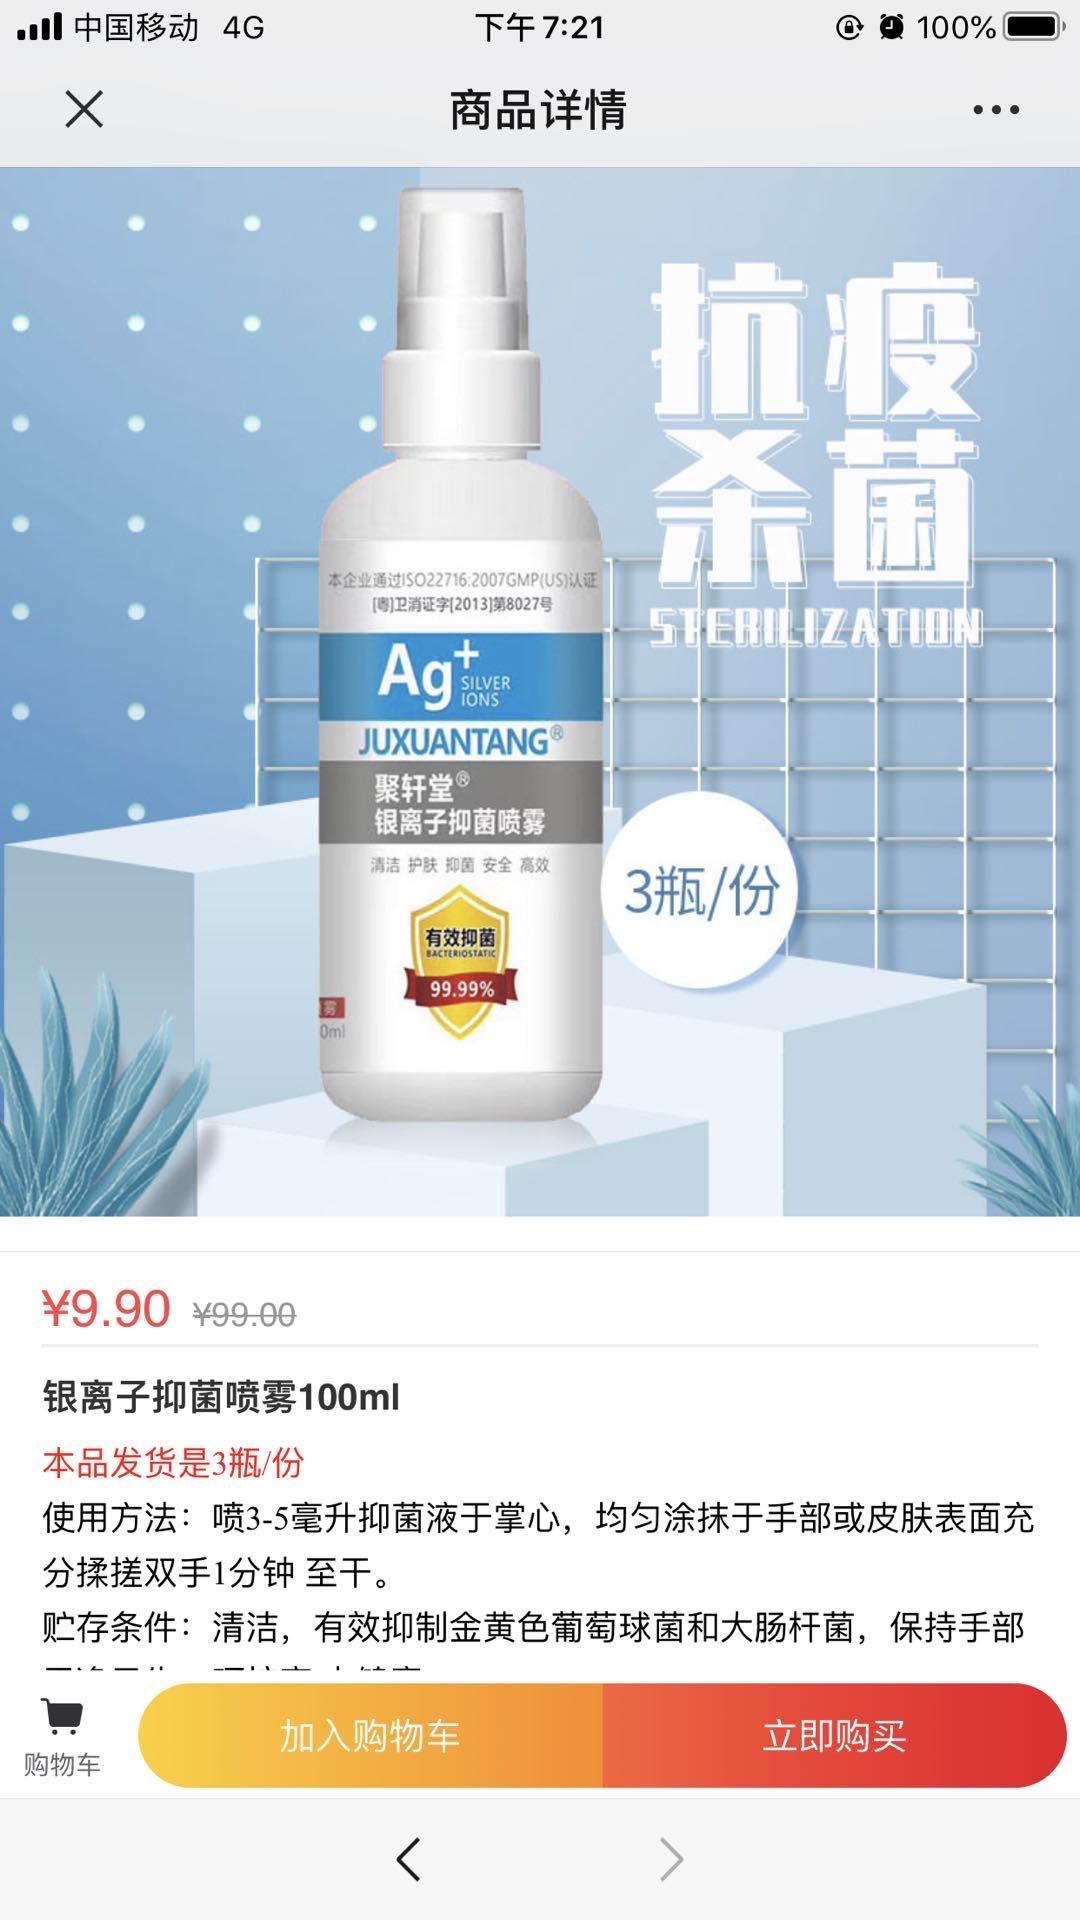 中国移动 4G 下午7:21 100%
商品详情
抗疫
杀菌
STERILIZATION
本企业通过ISO22716:2007GMP(US)认证
[粤]卫消证字[2013]第8027号
Ag+ SILVER
IONS
JUXUANTANG®
聚轩堂®
银离子抑菌喷雾
清洁 护肤 抑菌 安全 高效
3瓶/份
有效抑菌
BACTERIOSTATIC
99.99%
雾
0ml
¥9.90 ¥99.00
银离子抑菌喷雾100ml
本品发货是3瓶/份
使用方法：喷3-5毫升抑菌液于掌心，均匀涂抹于手部或皮肤表面充
分揉搓双手1分钟 至干。
贮存条件：清洁，有效抑制金黄色葡萄球菌和大肠杆菌，保持手部
购物车
加入购物车
立即购买